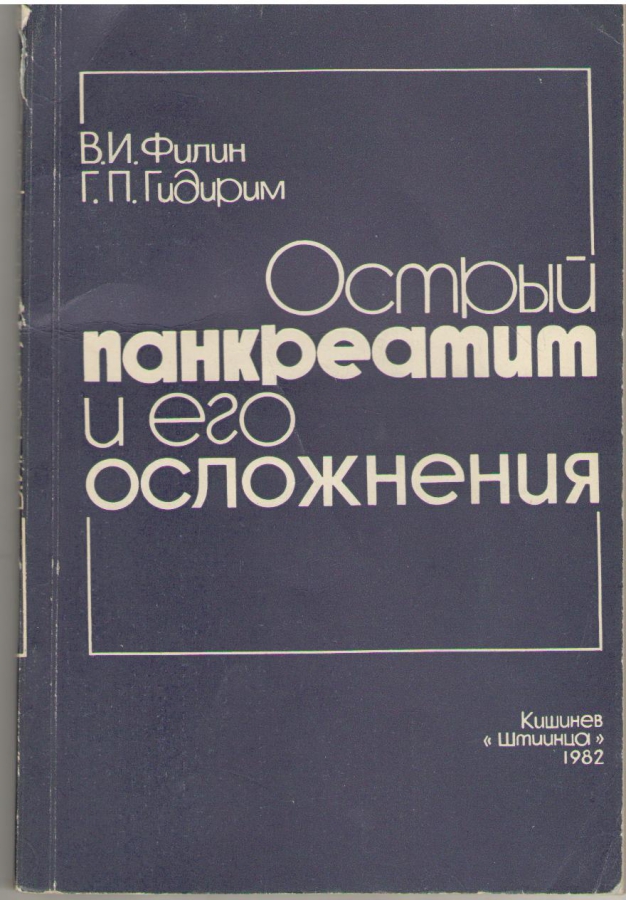 В.И. Филин
Г. П. Гидирим
Острый
панкреатит
и его
осложнения
Кишинев
« Штиинца »
1982